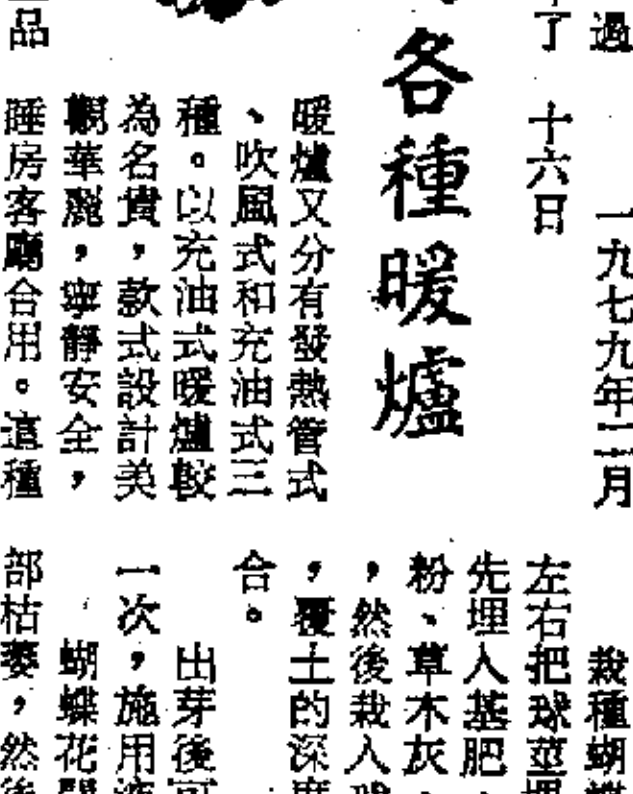 過
一九七九年二月
了
十六日
各種暖爐
暖爐又分有發熱管式
、吹風式和充油式三
種。以充油式暖爐較
為名貴，款式設計美
觀華麗，寧靜安全，
睡房客廳合用。這種
品
栽種蝴蝶
左右把球莖埋
先埋入基肥
粉、草木灰、
，然後栽入
，覆土的深度
合。
出芽後可
一次，施用液
蝴蝶花
部枯萎，然後